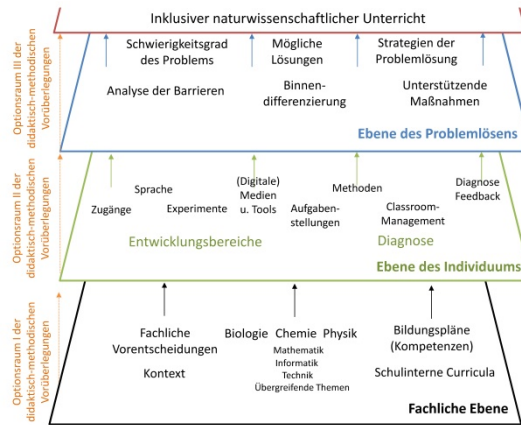 Inklusiver naturwissenschaftlicher Unterricht
Optionsraum III der
didaktisch-methodischen
Vorüberlegungen
Schwierigkeitsgrad
des Problems
Mögliche
Lösungen
Strategien der
Problemlösung
Analyse der Barrieren
Binnen-
differenzierung
Unterstützende
Maßnahmen
Ebene des Problemlösens
Optionsraum II der
didaktisch-methodischen
Vorüberlegungen
Zugänge
Sprache
Experimente
(Digitale)
Medien
u. Tools
Aufgaben-
stellungen
Methoden
Classroom-
Management
Diagnose
Feedback
Entwicklungsbereiche
Diagnose
Ebene des Individuums
Optionsraum I der
didaktisch-methodischen
Vorüberlegungen
Fachliche
Vorentscheidungen
Kontext
Biologie Chemie Physik
Mathematik
Informatik
Technik
Übergreifende Themen
Bildungspläne
(Kompetenzen)
Schulinterne Curricula
Fachliche Ebene